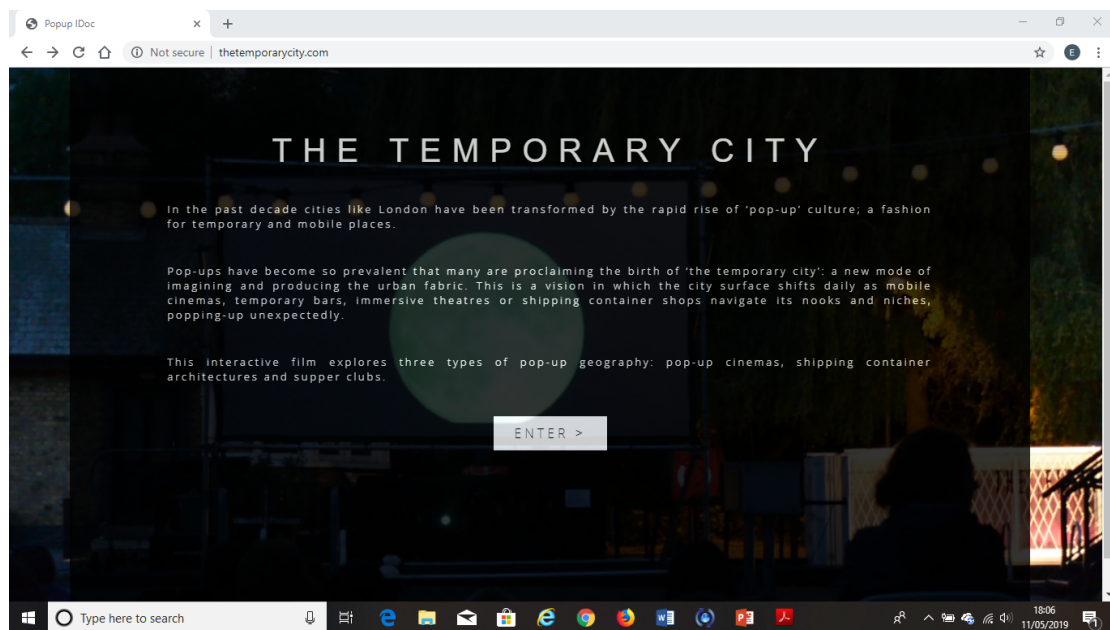 Popup IDoc
Not secure | thetemporarycity.com
E
THE TEMPORARY CITY
In the past decade cities like London have been transformed by the rapid rise of ‘pop-up’ culture; a fashion
for temporary and mobile places.
Pop-ups have become so prevalent that many are proclaiming the birth of ‘the temporary city’: a new mode of
imagining and producing the urban fabric. This is a vision in which the city surface shifts daily as mobile
cinemas, temporary bars, immersive theatres or shipping container shops navigate its nooks and niches,
popping-up unexpectedly.
This interactive film explores three types of pop-up geography: pop-up cinemas, shipping container
architectures and supper clubs.
ENTER >
Type here to search
18:06
11/05/2019